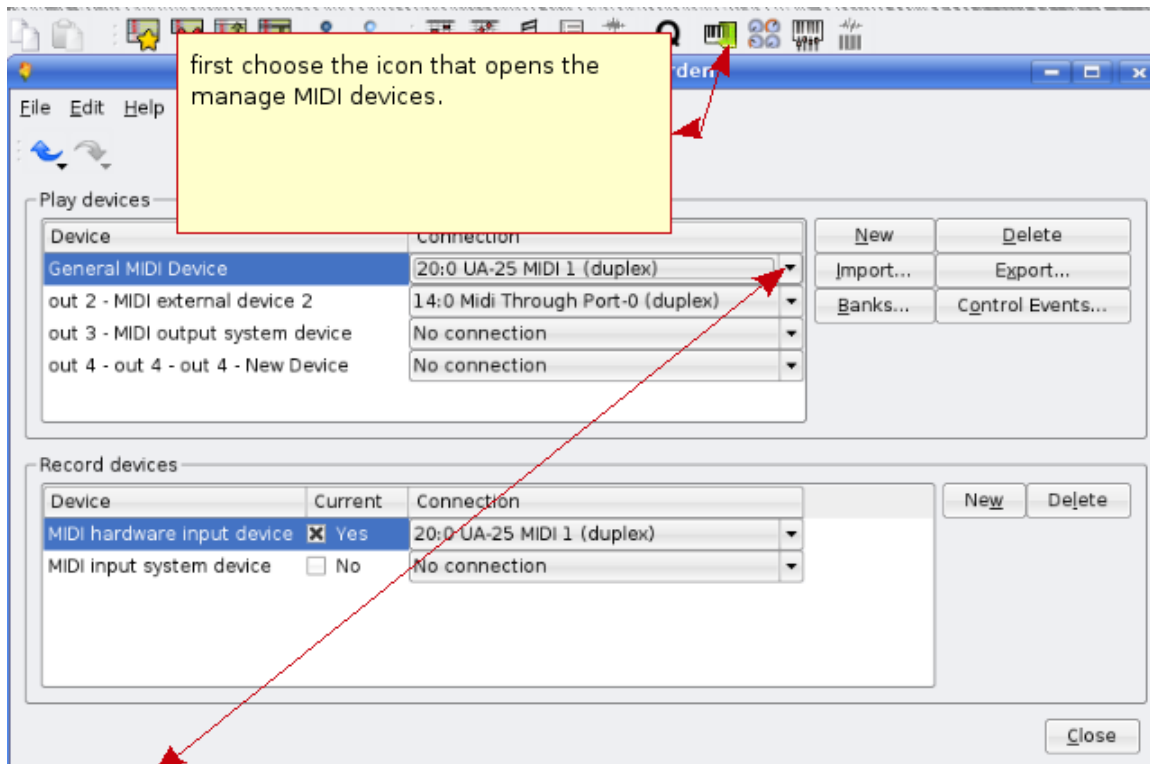 first choose the icon that opens the
manage MIDI devices.
File Edit Help
Play devices
Device Connection
General MIDI Device 20:0 UA-25 MIDI 1 (duplex)
out 2 - MIDI external device 2 14:0 Midi Through Port-0 (duplex)
out 3 - MIDI output system device No connection
out 4 - out 4 - out 4 - New Device No connection
New Delete
Import... Export...
Banks... Control Events...
Record devices
Device Current Connection
MIDI hardware input device Yes 20:0 UA-25 MIDI 1 (duplex)
MIDI input system device No No connection
New Delete
Close